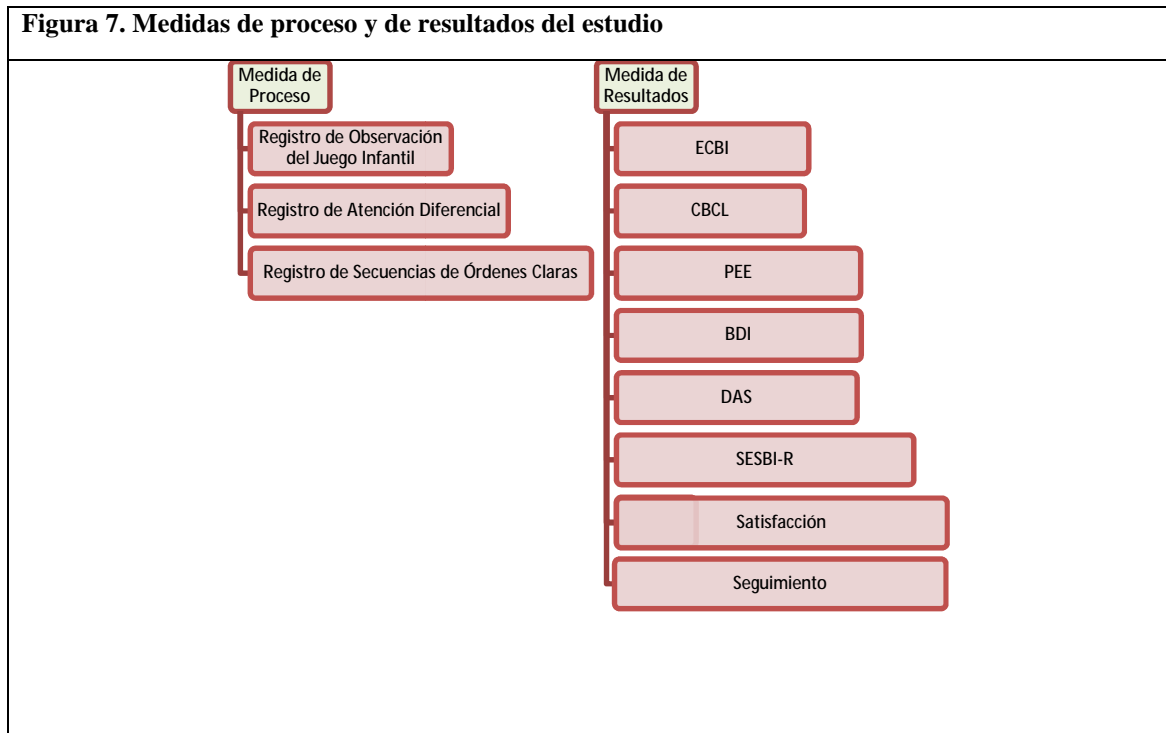 Figura 7. Medidas de proceso y de resultados del estudio
Medida de
Proceso
Registro de Observación
del Juego Infantil
Registro de Atención Diferencial
Registro de Secuencias de Órdenes Claras
Medida de
Resultados
ECBI
CBCL
PEE
BDI
DAS
SESBI-R
Satisfacción
Seguimiento